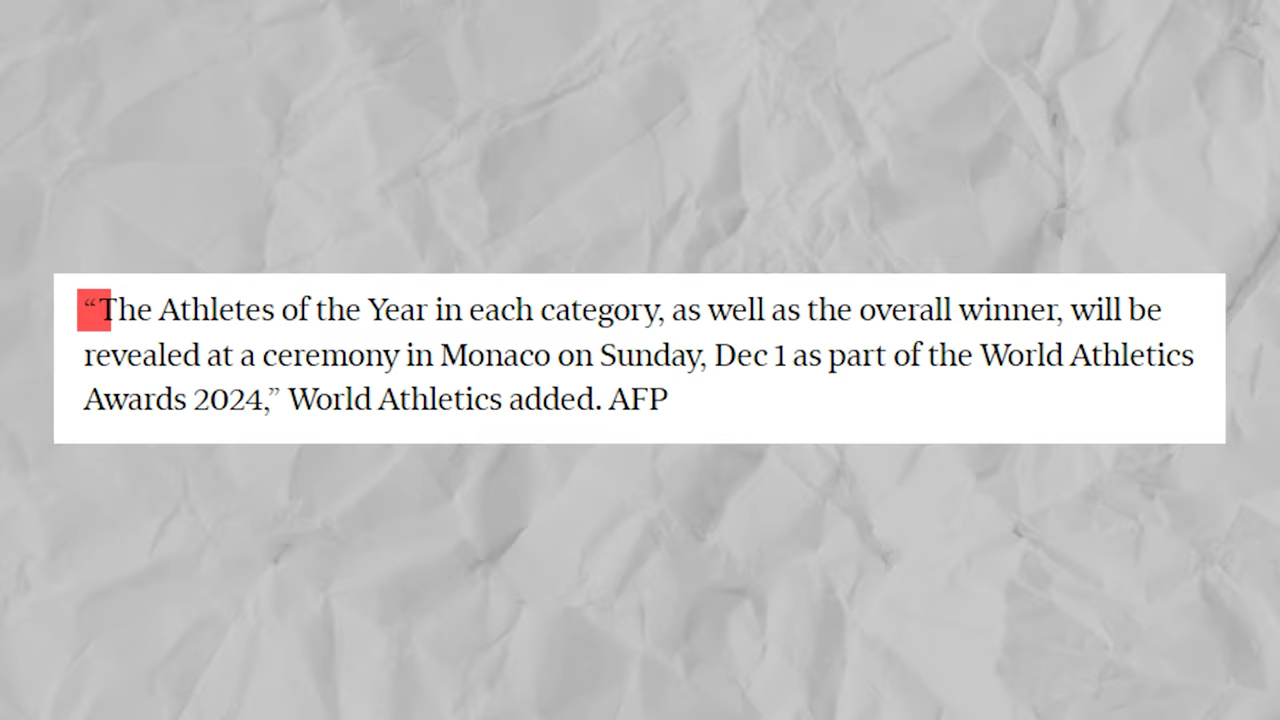 “The Athletes of the Year in each category, as well as the overall winner, will be
revealed at a ceremony in Monaco on Sunday, Dec 1 as part of the World Athletics
Awards 2024,” World Athletics added. AFP